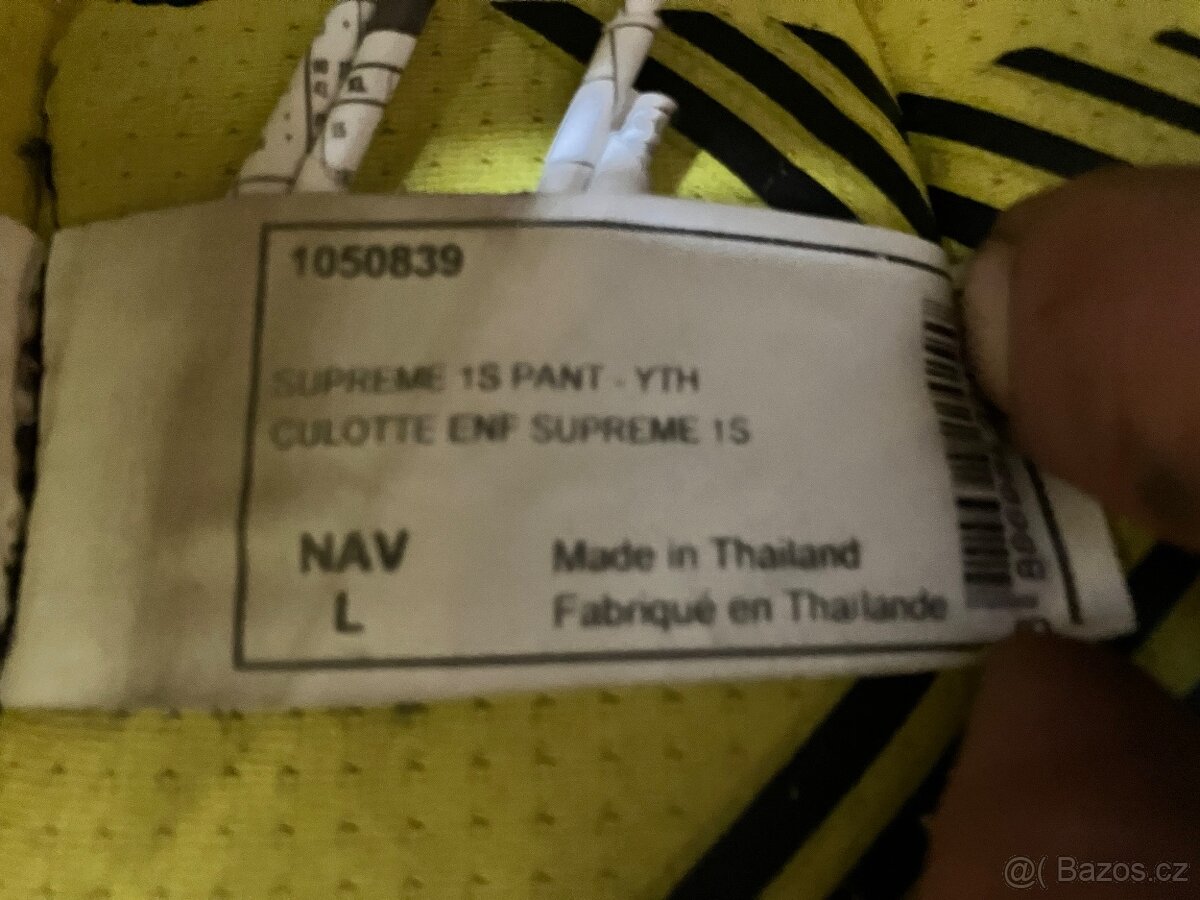 1050839
SUPREME 1S PANT - YTH
CULOTTE ENF SUPREME 1S
NAV
L
Made in Thailand
Fabriqué en Thaïlande
@( Bazos.cz